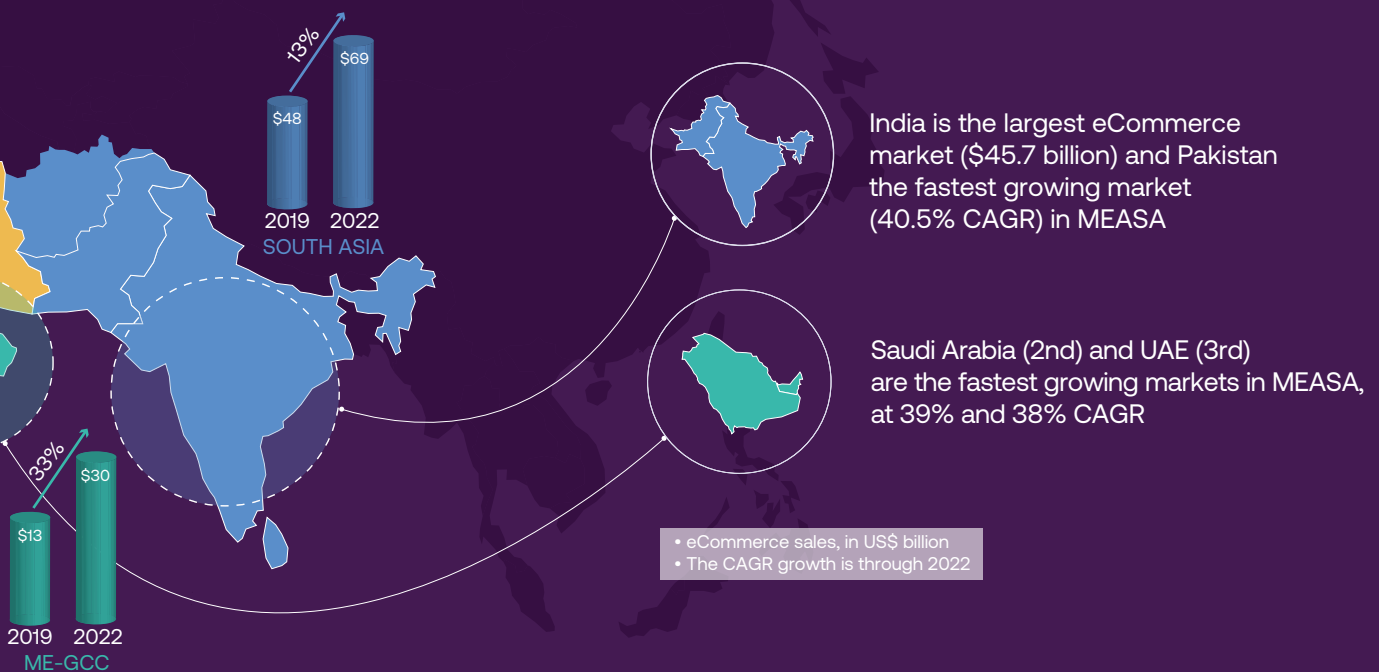 13%
$69
$48
2019 2022
SOUTH ASIA
India is the largest eCommerce
market ($45.7 billion) and Pakistan
the fastest growing market
(40.5% CAGR) in MEASA
Saudi Arabia (2nd) and UAE (3rd)
are the fastest growing markets in MEASA,
at 39% and 38% CAGR
33%
$30
$13
2019 2022
ME-GCC
• eCommerce sales, in US$ billion
• The CAGR growth is through 2022